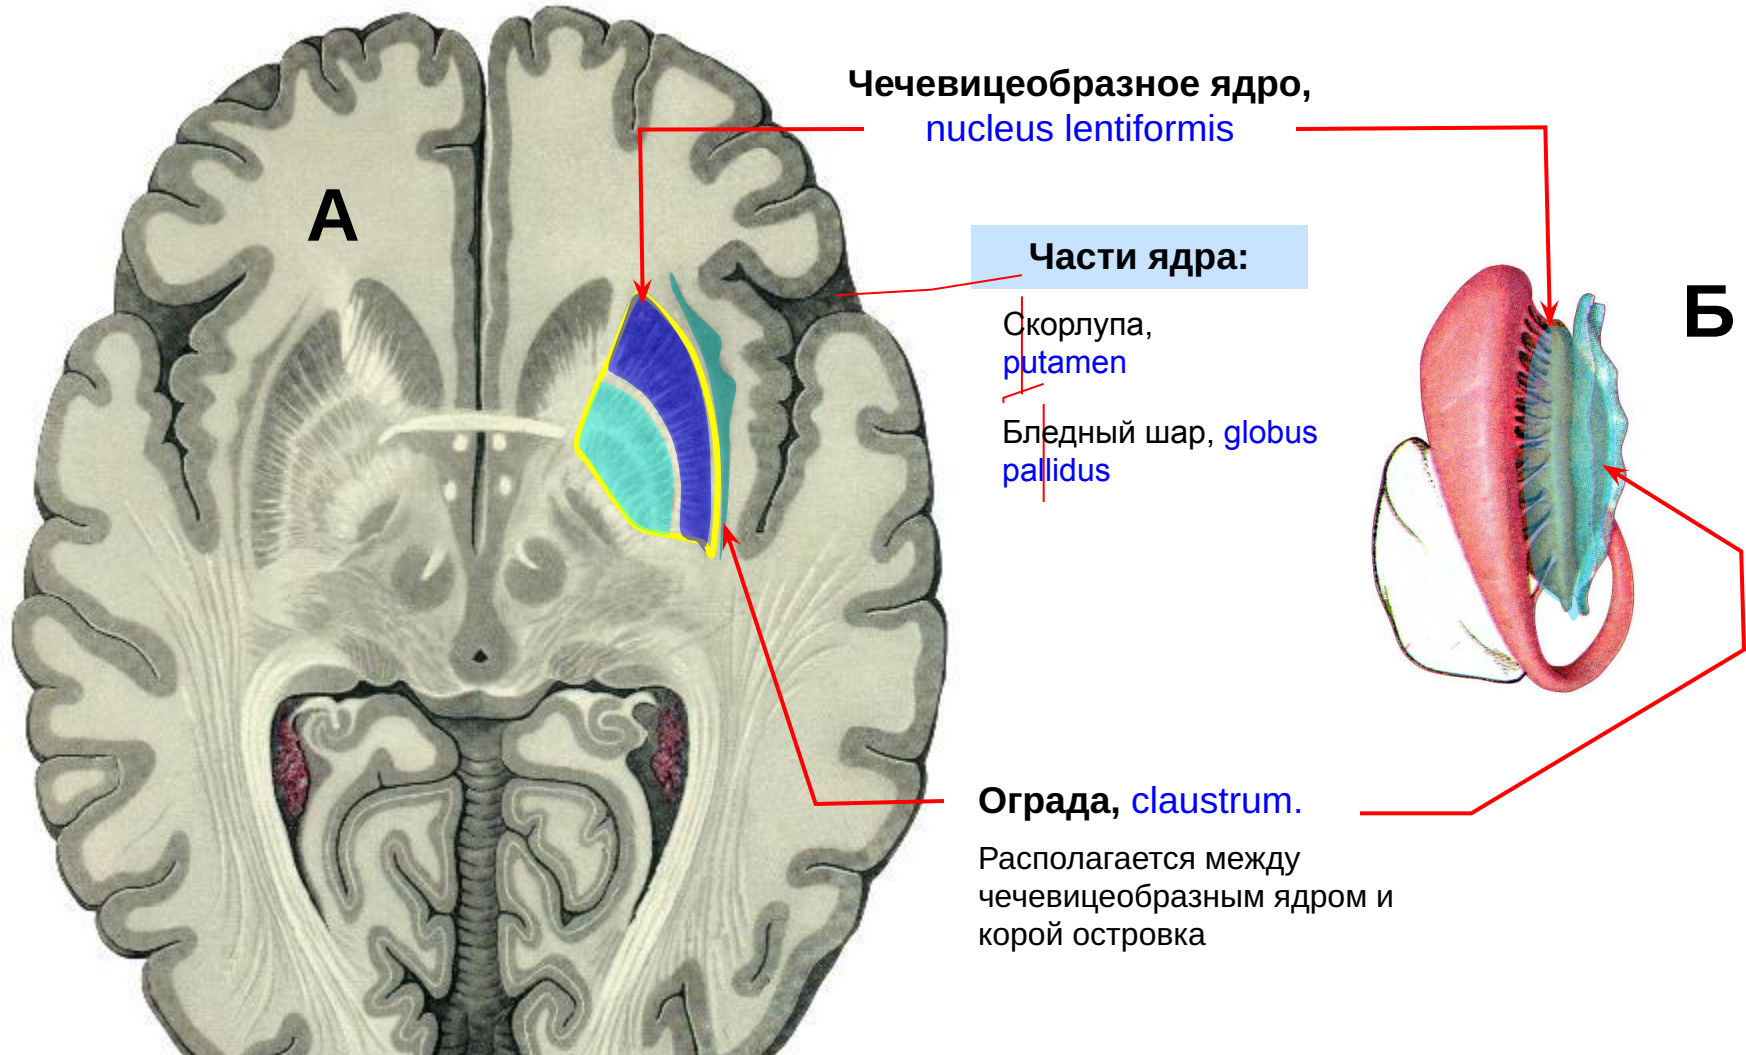 Чечевицеобразное ядро,
nucleus lentiformis
А
Части ядра:
Б
Скорлупа,
putamen
Бледный шар, globus
pallidus
Ограда, claustrum.
Располагается между
чечевицеобразным ядром и
корой островка